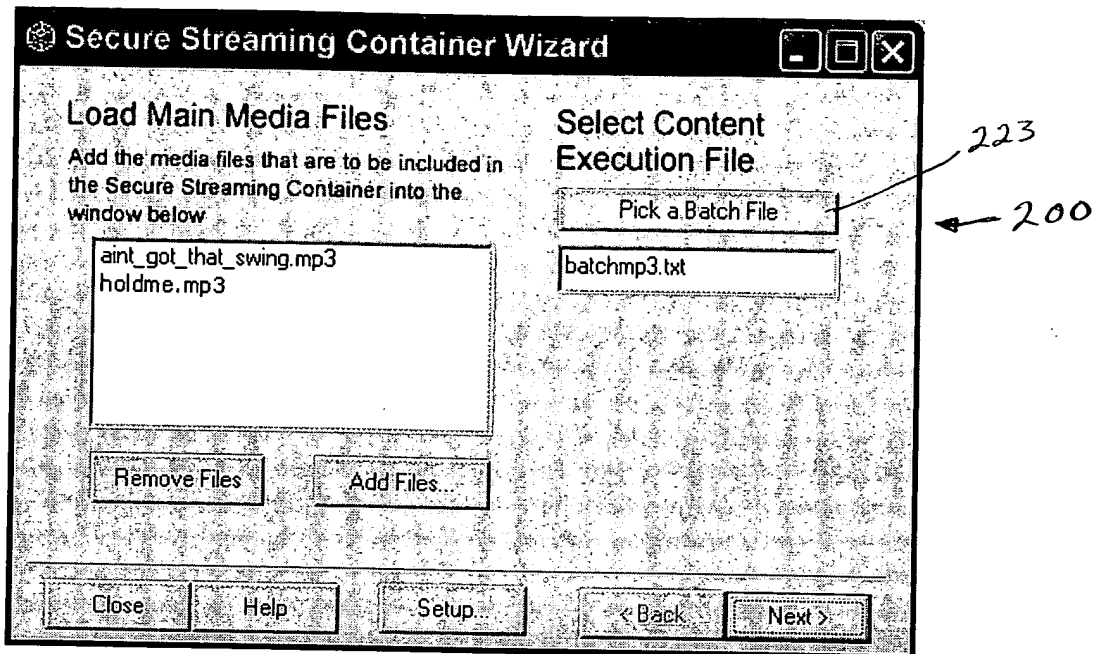 Secure Streaming Container Wizard
Load Main Media Files
Add the media files that are to be included in
the Secure Streaming Container into the
window below
aint_got_that_swing.mp3
holdme.mp3
Remove Files
Add Files...
Select Content
Execution File
Pick a Batch File
batchmp3.txt
223
200
Close
Help
Setup...
< Back
Next >